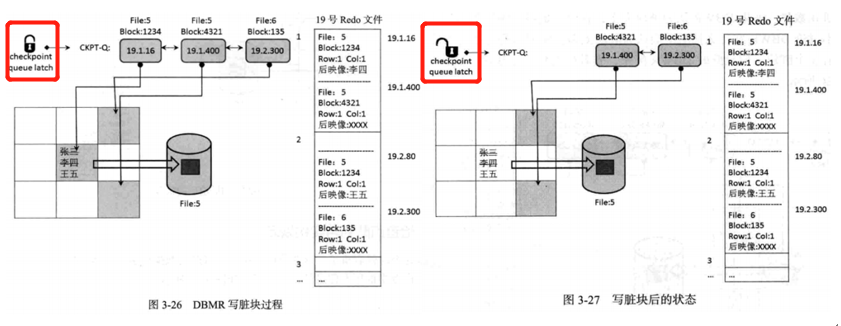 File:5
Block:1234
File:5
Block:4321
File:6
Block:135
checkpoint
queue latch
CKPT-Q:
19.1.16
19.1.400
19.2.300
张三
李四
王五
File:5
19 号 Redo 文件
1
File: 5
Block:1234
Row:1 Col:1
后映像:李四
19.1.16
File: 5
Block:4321
Row:1 Col:1
后映像:XXXX
19.1.400
2
File: 5
Block:1234
Row:1 Col:1
后映像:王五
19.2.80
File: 6
Block:135
Row:1 Col:1
后映像:XXXX
19.2.300
3
...
...
图 3-26 DBMR 写脏块过程
File:5
Block:4321
File:6
Block:135
checkpoint
queue latch
CKPT-Q:
19.1.400
19.2.300
张三
李四
王五
File:5
19 号 Redo 文件
1
File: 5
Block:1234
Row:1 Col:1
后映像:李四
19.1.16
File: 5
Block:4321
Row:1 Col:1
后映像:XXXX
19.1.400
2
File: 5
Block:1234
Row:1 Col:1
后映像:王五
19.2.80
File: 6
Block:135
Row:1 Col:1
后映像:XXXX
19.2.300
3
...
...
图 3-27 写脏块后的状态